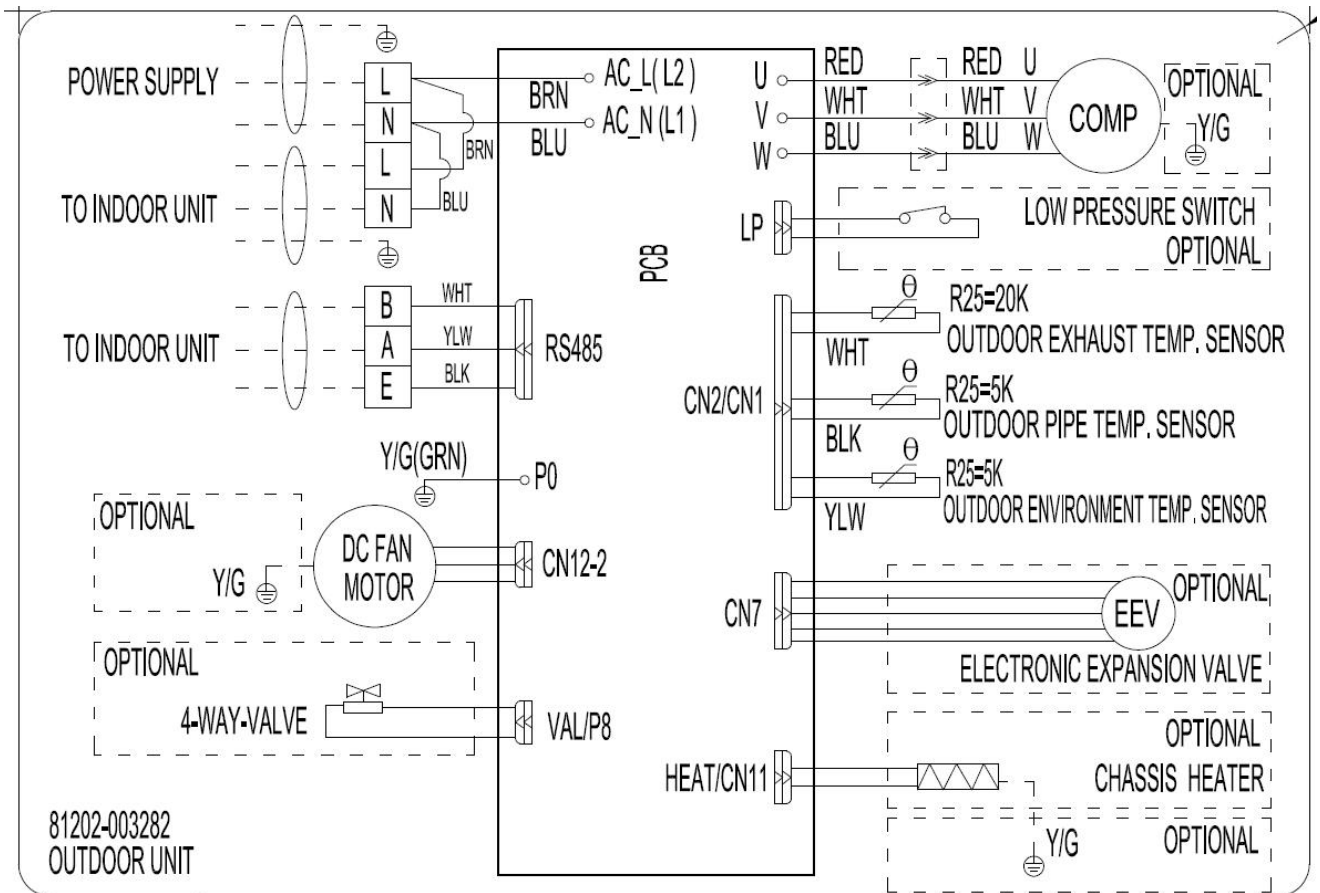 POWER SUPPLY
L
N
L
N
BRN
BLU
BRN
BLU
AC_L( L2 )
AC_N (L1 )
TO INDOOR UNIT
TO INDOOR UNIT
B
A
E
WHT
YLW
BLK
RS485
Y/G(GRN)
P0
OPTIONAL
Y/G
DC FAN
MOTOR
CN12-2
OPTIONAL
4-WAY-VALVE
VAL/P8
81202-003282
OUTDOOR UNIT
PCB
U
V
W
RED
WHT
BLU
RED U
WHT V
BLU W
COMP
OPTIONAL
Y/G
LP
LOW PRESSURE SWITCH
OPTIONAL
CN2/CN1
θ
R25=20K
OUTDOOR EXHAUST TEMP. SENSOR
WHT
θ
R25=5K
OUTDOOR PIPE TEMP. SENSOR
BLK
θ
R25=5K
OUTDOOR ENVIRONMENT TEMP. SENSOR
YLW
CN7
EEV
OPTIONAL
ELECTRONIC EXPANSION VALVE
HEAT/CN11
OPTIONAL
CHASSIS HEATER
Y/G
OPTIONAL